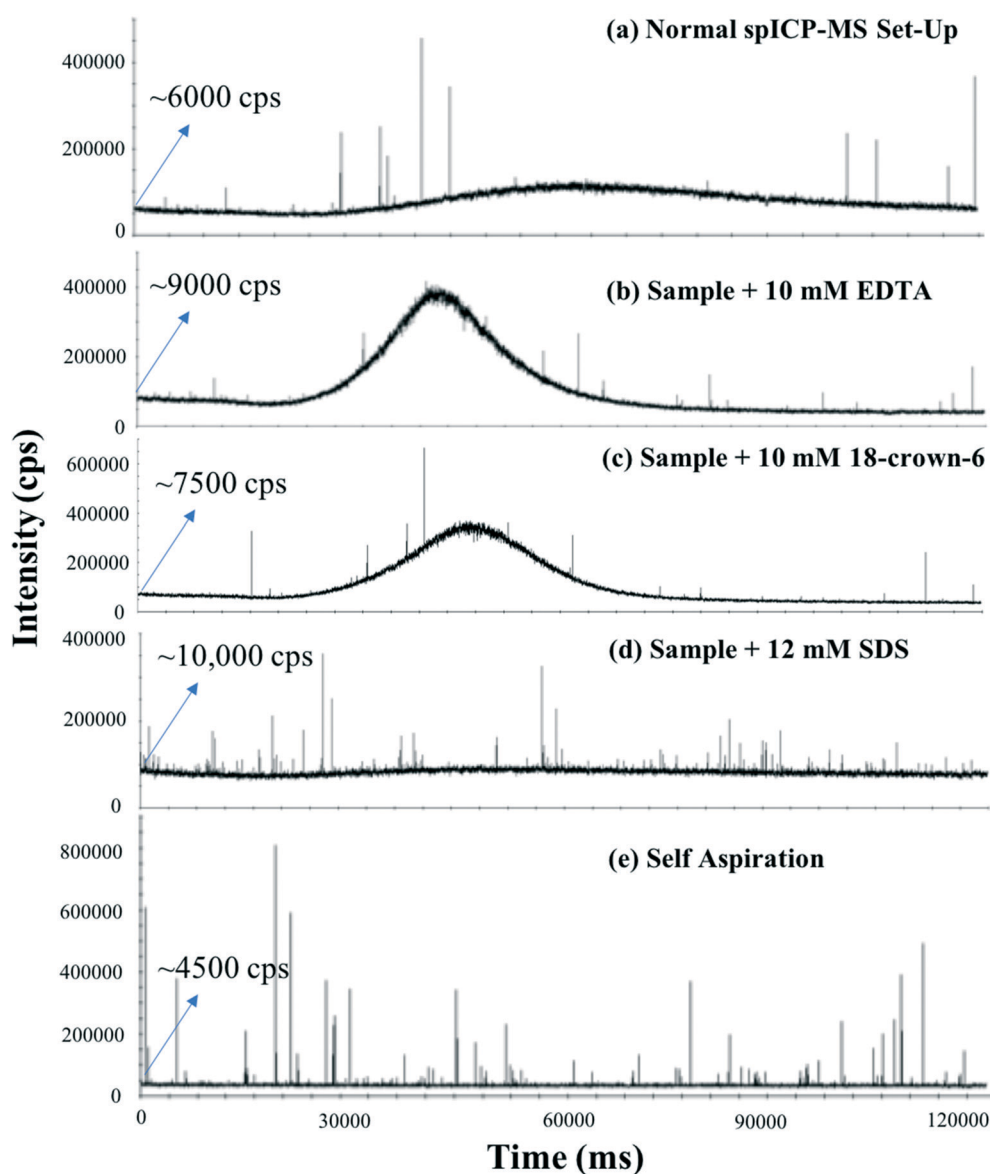 (a) Normal spICP-MS Set-Up
400000
~6000 cps
200000
0
(b) Sample + 10 mM EDTA
~9000 cps
400000
200000
0
(c) Sample + 10 mM 18-crown-6
600000
~7500 cps
400000
200000
0
(d) Sample + 12 mM SDS
400000
~10,000 cps
200000
0
(e) Self Aspiration
800000
600000
~4500 cps
400000
200000
0
0 30000 60000 90000 120000
Time (ms)
Intensity (cps)